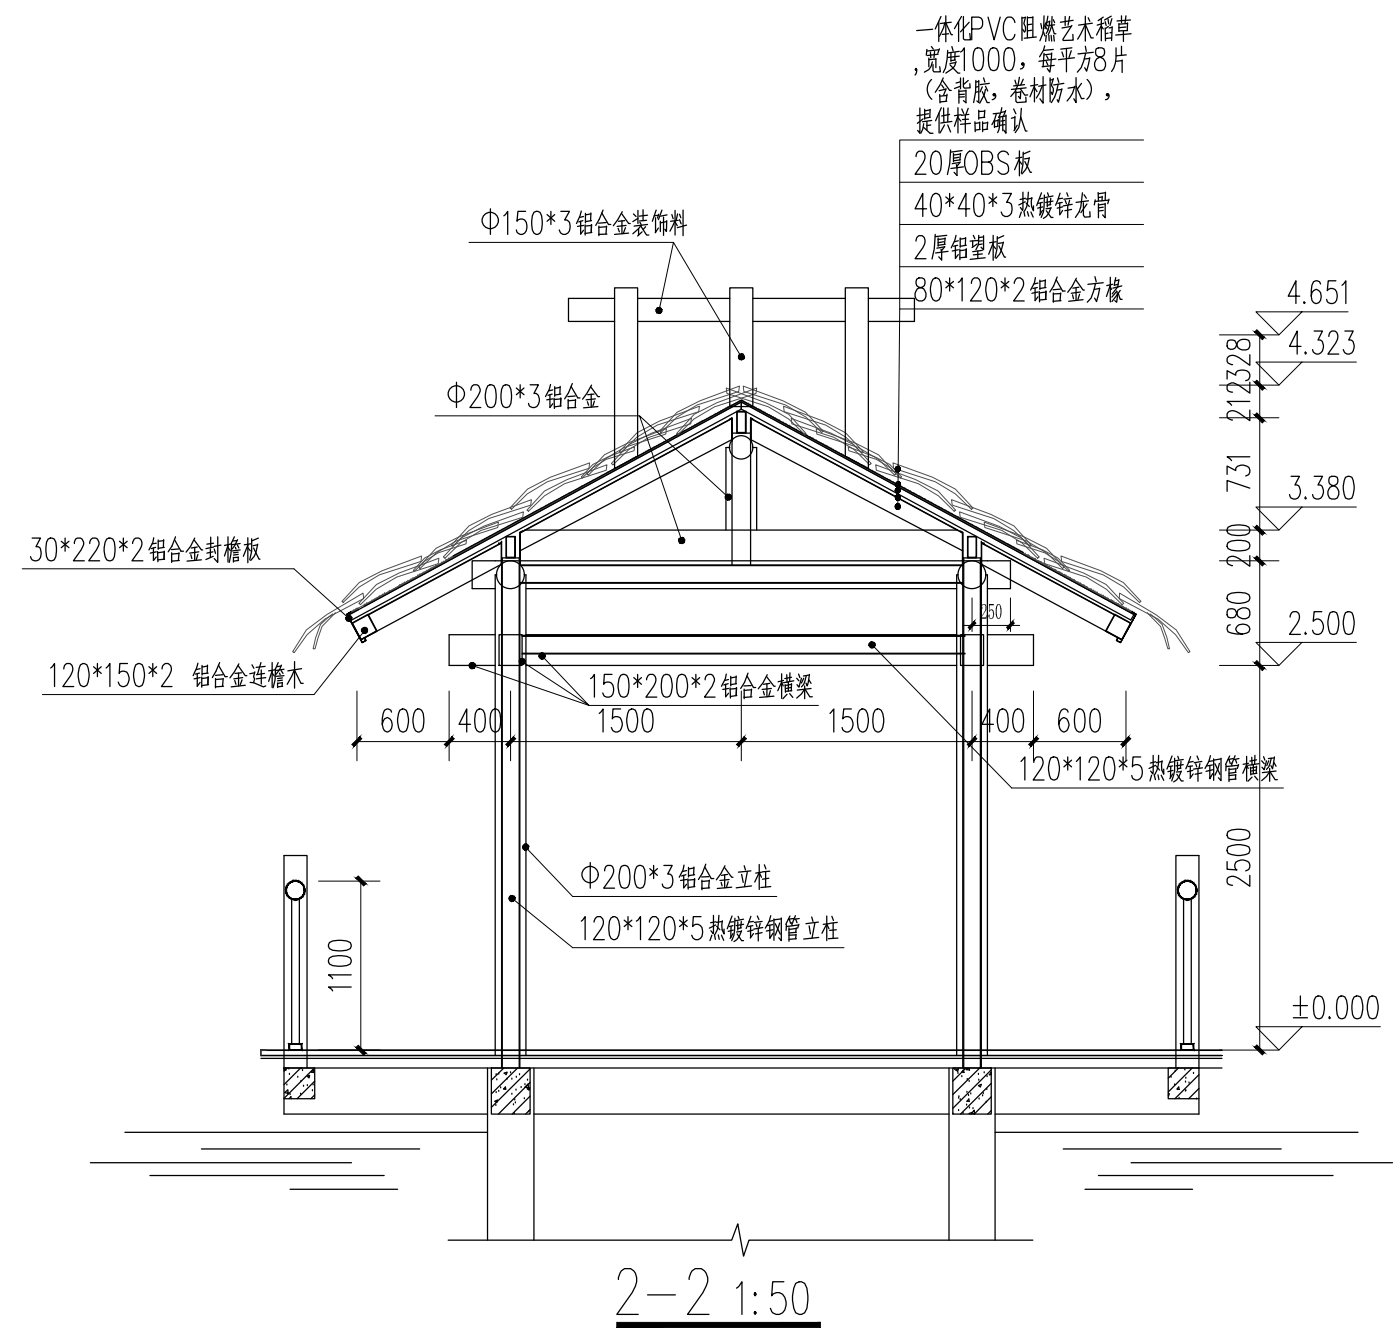 一体化PVC阻燃艺术稻草
,宽度1000，每平方8片
（含背胶，卷材防水），
提供样品确认
20厚OBS板
40*40*3热镀锌龙骨
2厚铝塑板
80*120*2铝合金方椽
Φ150*3铝合金装饰料
Φ200*3铝合金
30*220*2铝合金封檐板
120*150*2 铝合金连檐木
150*200*2铝合金横梁
120*120*5热镀锌钢管横梁
Φ200*3铝合金立柱
120*120*5热镀锌钢管立柱
4.651
4.323
3.380
2.500
±0.000
328
212
731
200
680
2500
250
600
400
1500
1500
400
600
1100
2-2 1:50